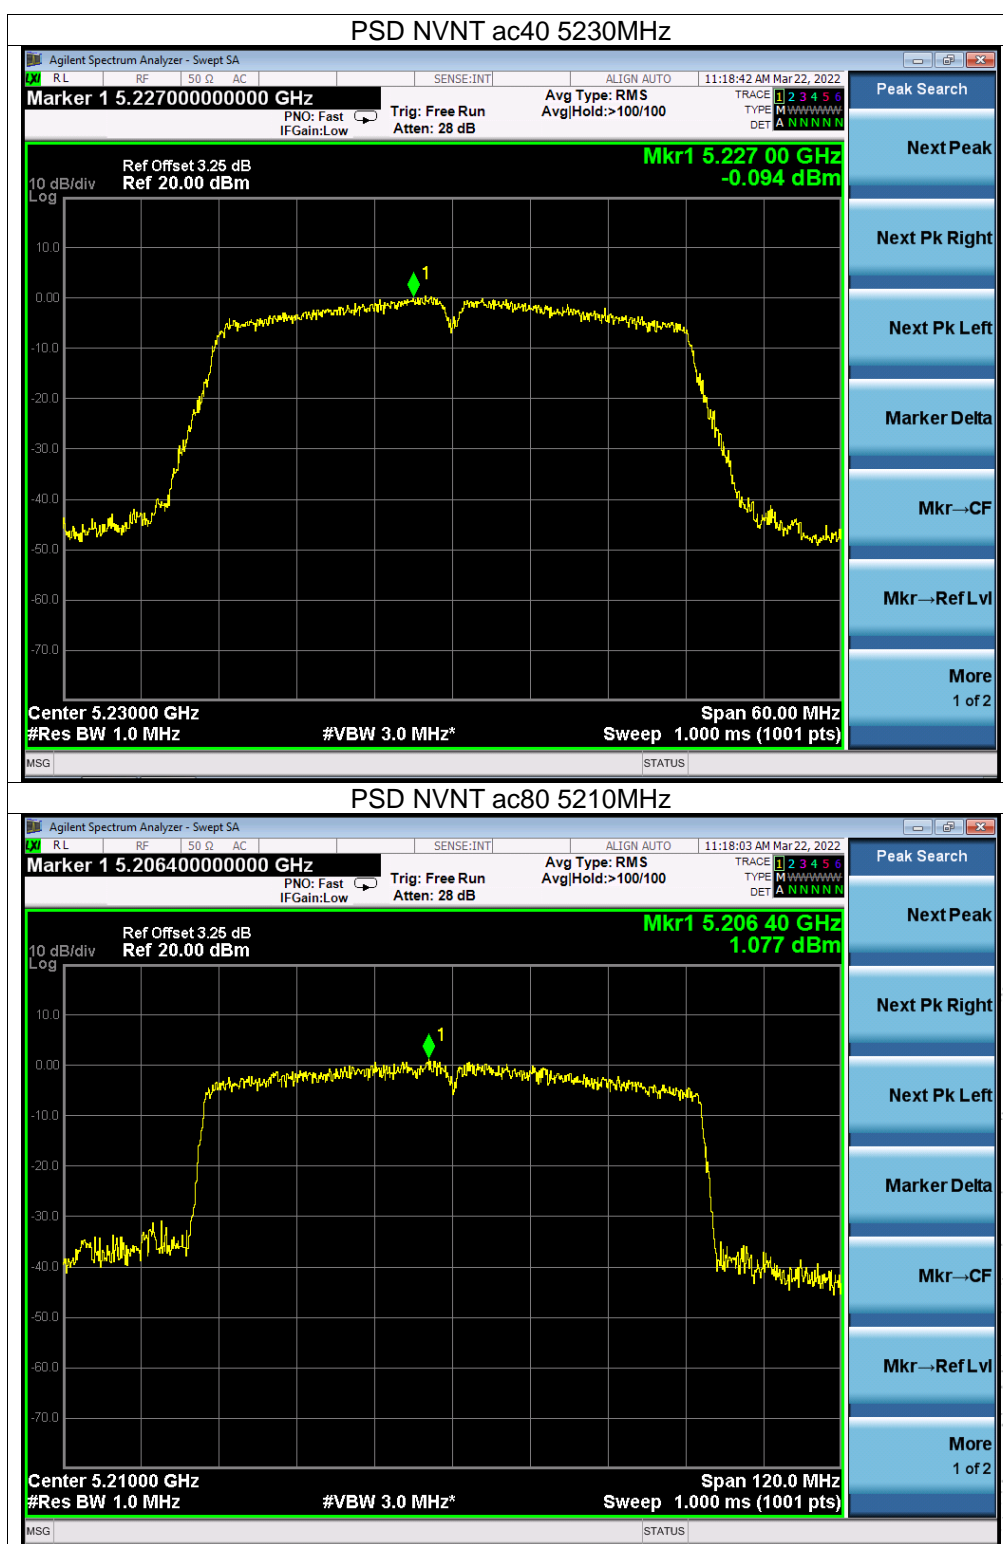 PSD NVNT ac40 5230MHz
Agilent Spectrum Analyzer - Swept SA
LXI RL RF 50 Ω AC SENSE:INT ALIGN AUTO 11:18:42 AM Mar 22, 2022
Marker 1 5.227000000000 GHz
PNO: Fast
IFGain:Low
Trig: Free Run
Atten: 28 dB
Avg Type: RMS
Avg|Hold:>100/100
TRACE 1 2 3 4 5 6
TYPE M W W W W W
DET A N N N N N
Peak Search
Mkr1 5.227 00 GHz
-0.094 dBm
Ref Offset 3.25 dB
10 dB/div Ref 20.00 dBm
Log
10.0
0.00
-10.0
-20.0
-30.0
-40.0
-50.0
-60.0
-70.0
1
Center 5.23000 GHz Span 60.00 MHz
#Res BW 1.0 MHz #VBW 3.0 MHz* Sweep 1.000 ms (1001 pts)
MSG STATUS
Next Peak
Next Pk Right
Next Pk Left
Marker Delta
Mkr→CF
Mkr→Ref Lvl
More
1 of 2
PSD NVNT ac80 5210MHz
Agilent Spectrum Analyzer - Swept SA
LXI RL RF 50 Ω AC SENSE:INT ALIGN AUTO 11:18:03 AM Mar 22, 2022
Marker 1 5.206400000000 GHz
PNO: Fast
IFGain:Low
Trig: Free Run
Atten: 28 dB
Avg Type: RMS
Avg|Hold:>100/100
TRACE 1 2 3 4 5 6
TYPE M W W W W W
DET A N N N N N
Peak Search
Mkr1 5.206 40 GHz
1.077 dBm
Ref Offset 3.25 dB
10 dB/div Ref 20.00 dBm
Log
10.0
0.00
-10.0
-20.0
-30.0
-40.0
-50.0
-60.0
-70.0
1
Center 5.21000 GHz Span 120.0 MHz
#Res BW 1.0 MHz #VBW 3.0 MHz* Sweep 1.000 ms (1001 pts)
MSG STATUS
Next Peak
Next Pk Right
Next Pk Left
Marker Delta
Mkr→CF
Mkr→Ref Lvl
More
1 of 2